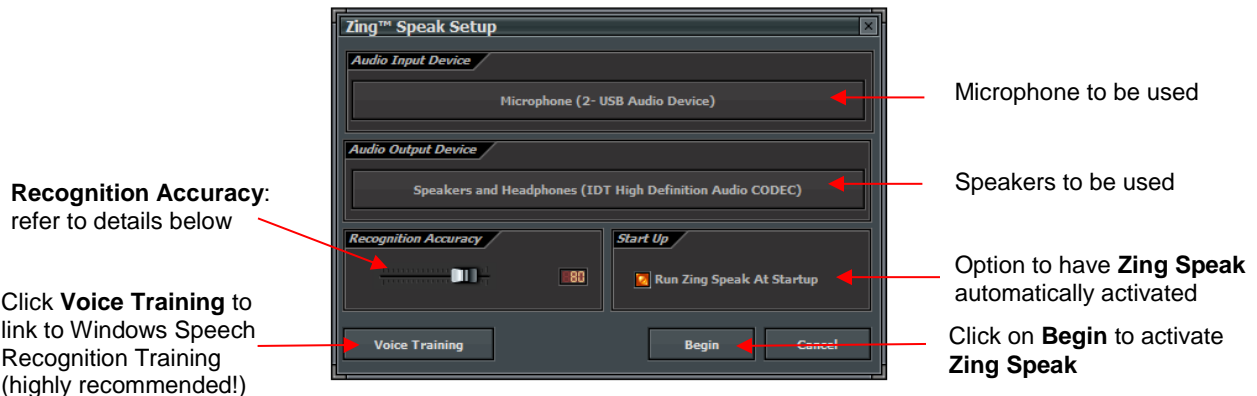 Zing™ Speak Setup
Audio Input Device
Microphone (2- USB Audio Device)
Microphone to be used
Audio Output Device
Speakers and Headphones (IDT High Definition Audio CODEC)
Speakers to be used
Recognition Accuracy:
refer to details below
Recognition Accuracy
80
Start Up
Run Zing Speak At Startup
Option to have Zing Speak
automatically activated
Click Voice Training to
link to Windows Speech
Recognition Training
(highly recommended!)
Voice Training
Begin
Cancel
Click on Begin to activate
Zing Speak